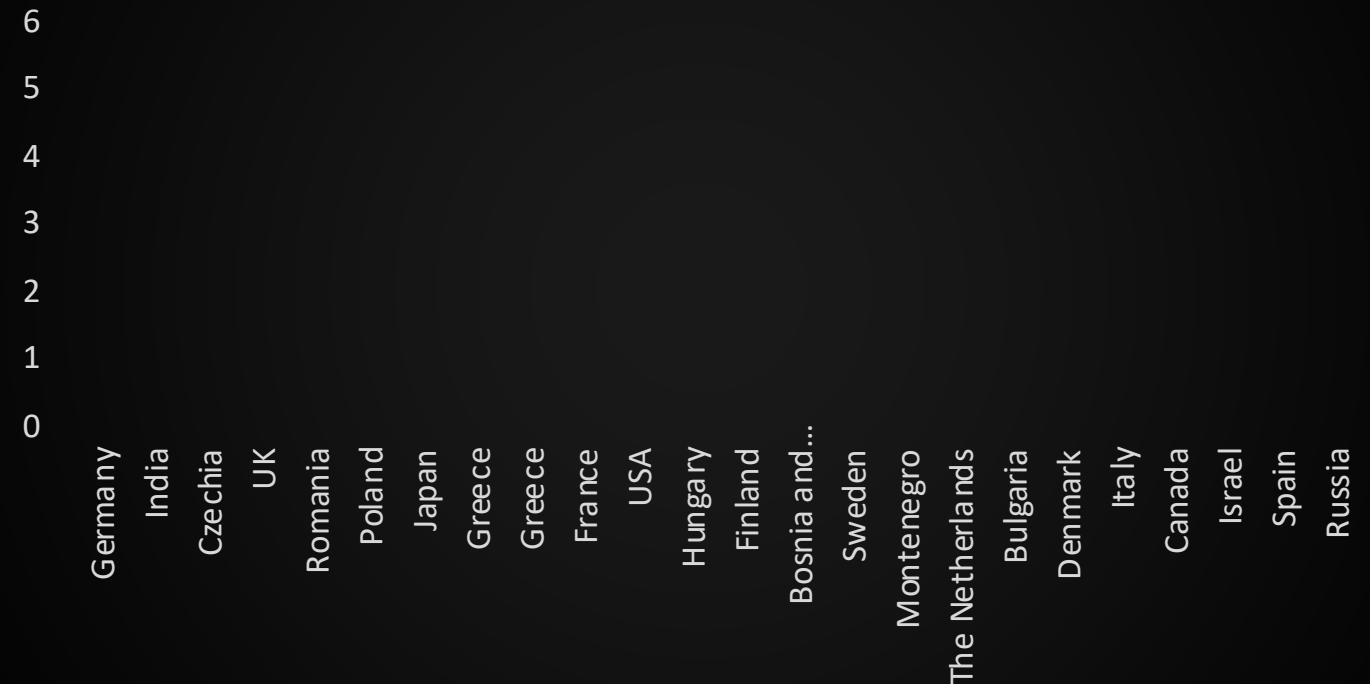 6
5
4
3
2
1
0
Germany
India
Czechia
UK
Romania
Poland
Japan
Greece
Greece
France
USA
Hungary
Finland
Bosnia and...
Sweden
Montenegro
The Netherlands
Bulgaria
Denmark
Italy
Canada
Israel
Spain
Russia